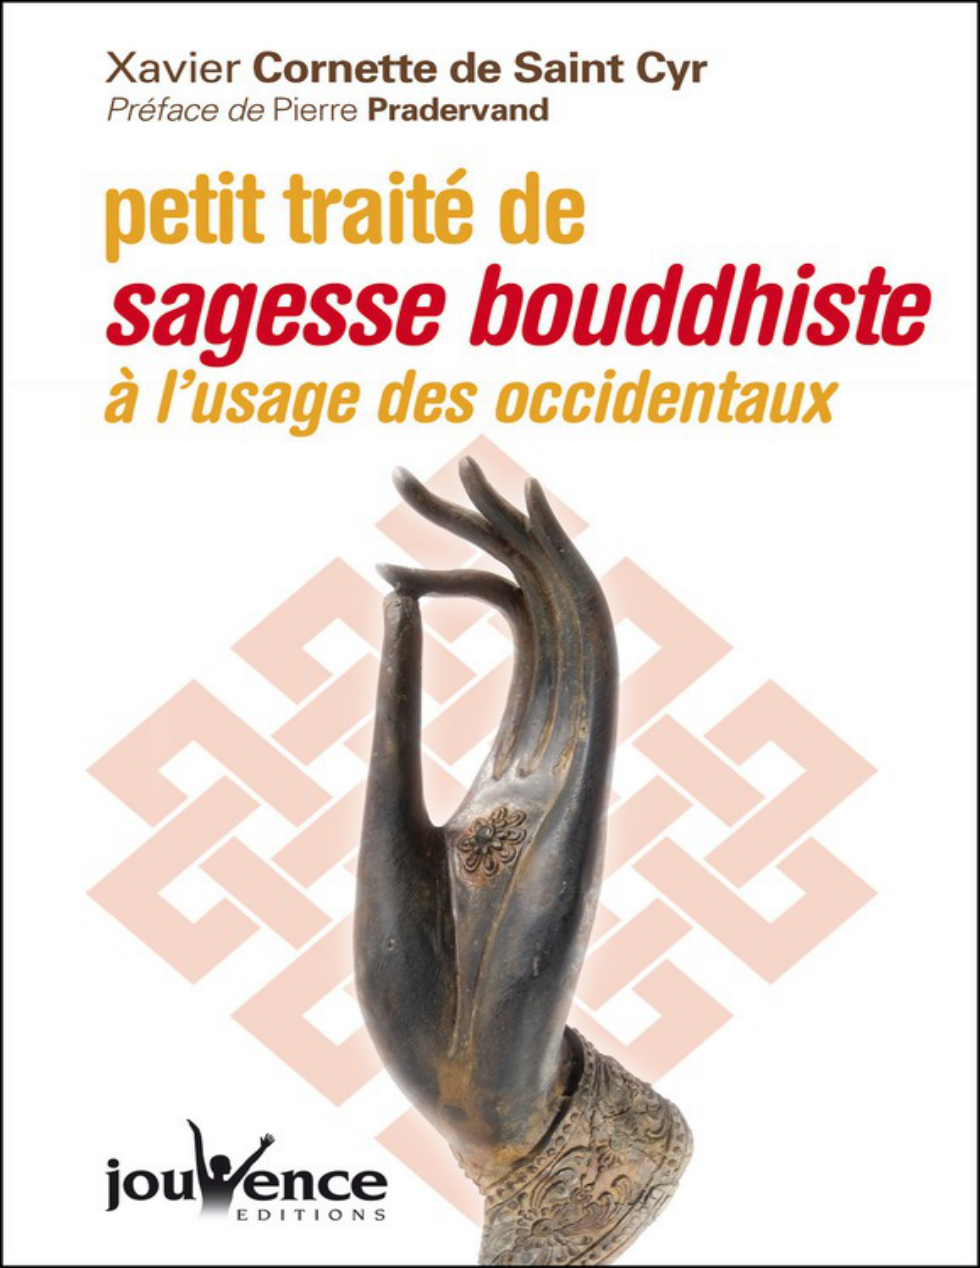 Xavier Cornette de Saint Cyr
Préface de Pierre Pradervand
petit traité de
sagesse bouddhiste
à l'usage des occidentaux
jouvence
EDITIONS